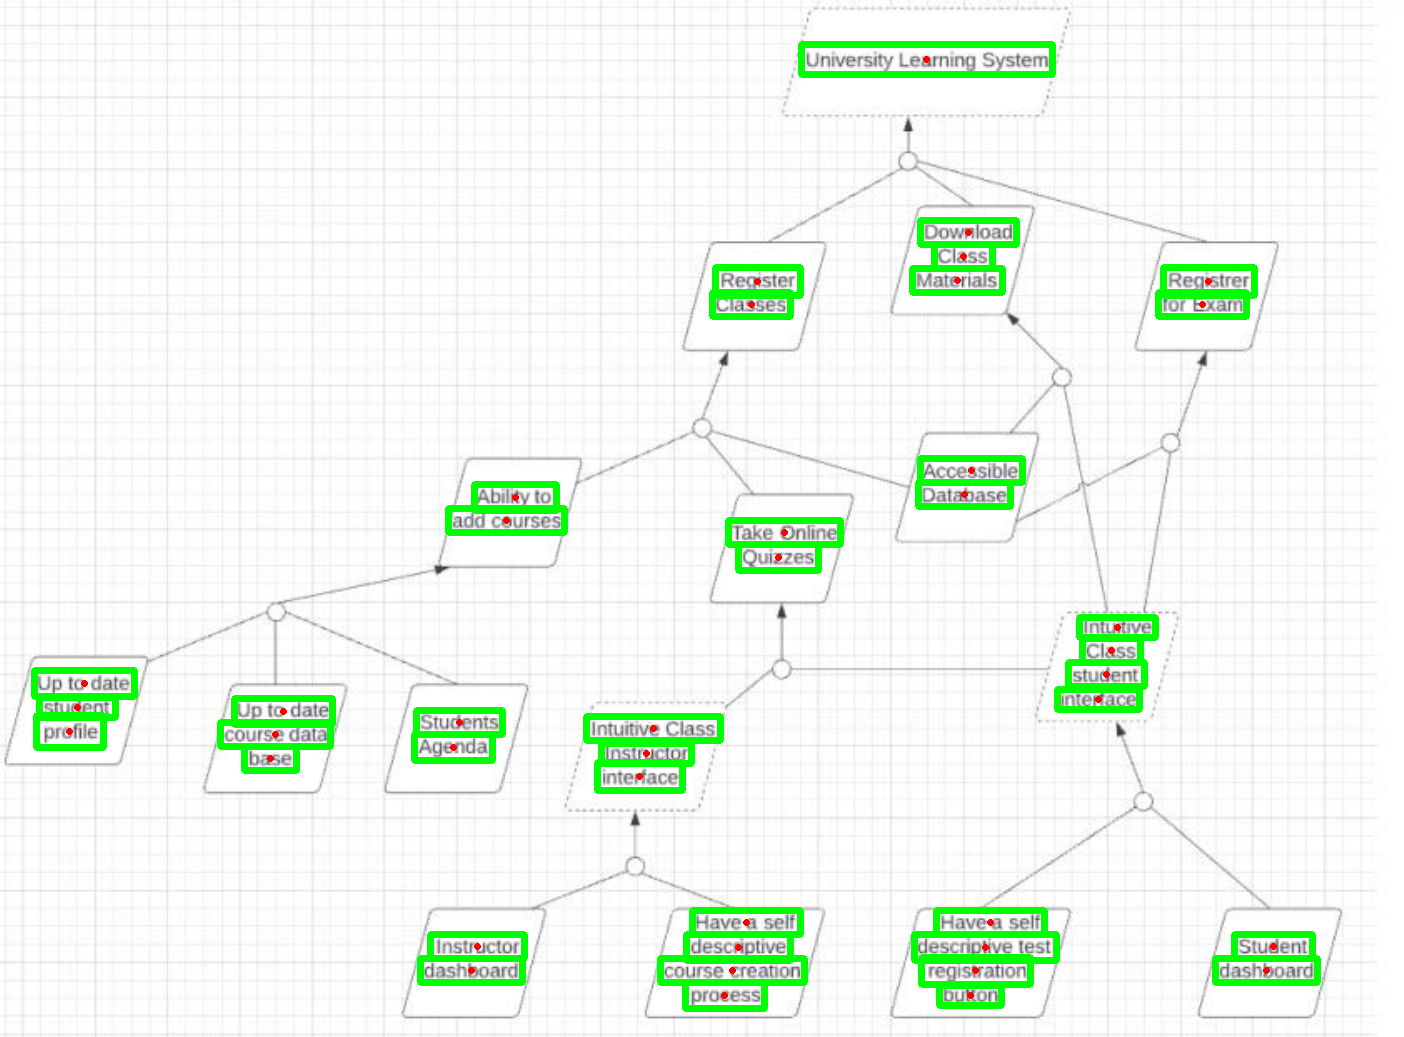 University Learning System
Download
Class
Materials
Register
Classes
Registrer
for Exam
Accessible
Database
Ability to
add courses
Take Online
Quizzes
Intuitive
Class
student
interface
Up to date
student
profile
Up to date
course data
base
Students
Agenda
Intuitive Class
Instructor
interface
Instructor
dashboard
Have a self
descriptive
course creation
process
Have a self
descriptive test
registration
button
Student
dashboard